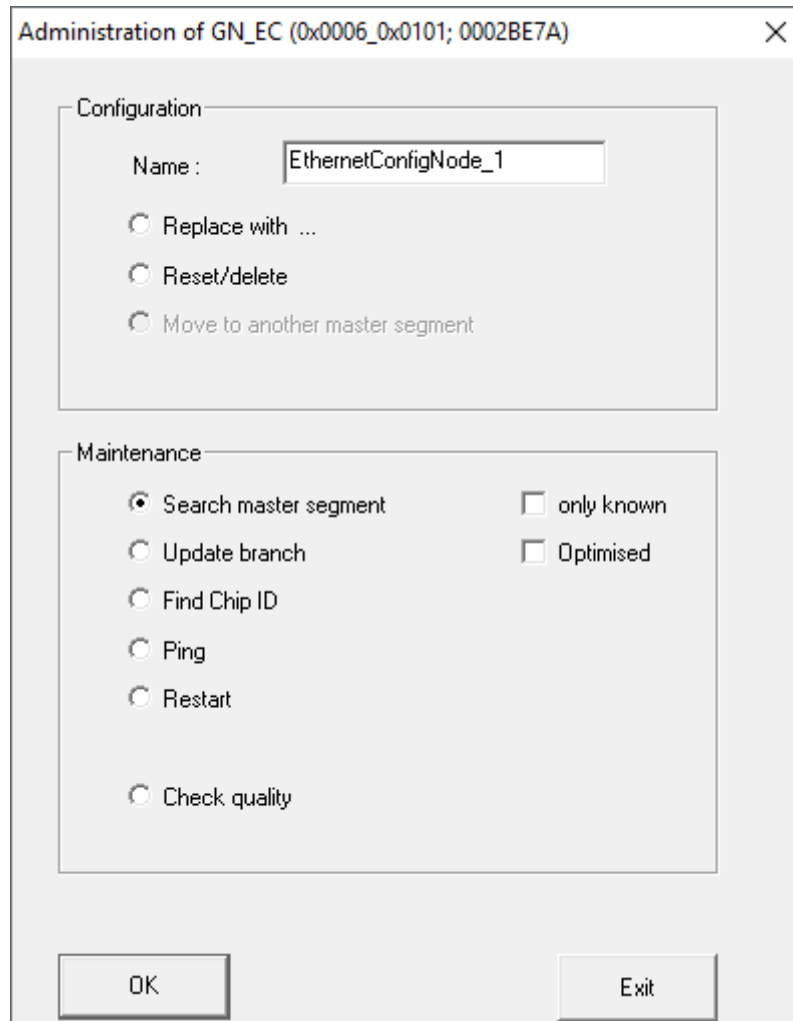 Administration of GN_EC (0x0006_0x0101; 0002BE7A)
Configuration
Name :
EthernetConfigNode_1
Replace with ...
Reset/delete
Move to another master segment
Maintenance
Search master segment
only known
Update branch
Optimised
Find Chip ID
Ping
Restart
Check quality
OK
Exit